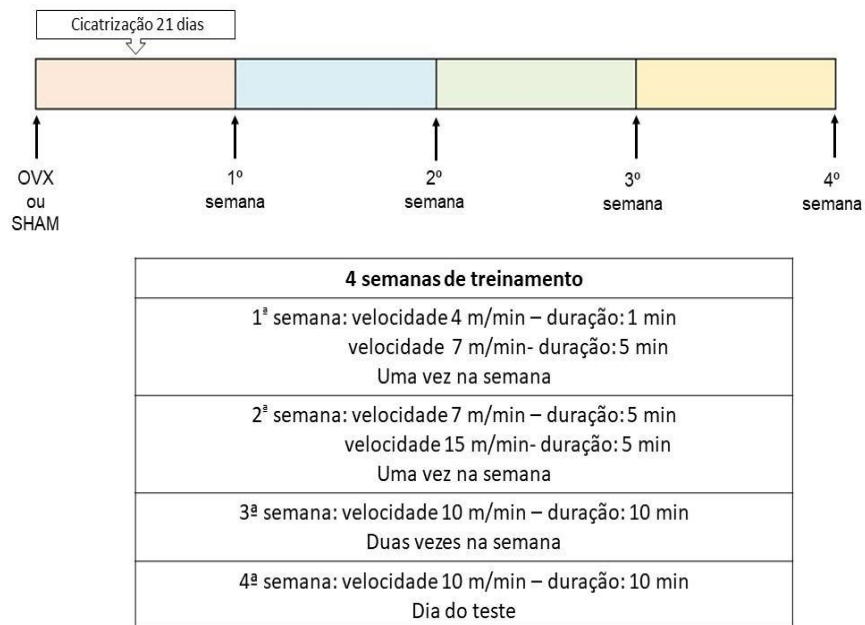 Cicatrização 21 dias
OVX
ou
SHAM
1º
semana
2º
semana
3º
semana
4º
semana
4 semanas de treinamento
1ª semana: velocidade 4 m/min – duração: 1 min
velocidade 7 m/min- duração: 5 min
Uma vez na semana
2ª semana: velocidade 7 m/min – duração: 5 min
velocidade 15 m/min- duração: 5 min
Uma vez na semana
3ª semana: velocidade 10 m/min – duração: 10 min
Duas vezes na semana
4ª semana: velocidade 10 m/min – duração: 10 min
Dia do teste